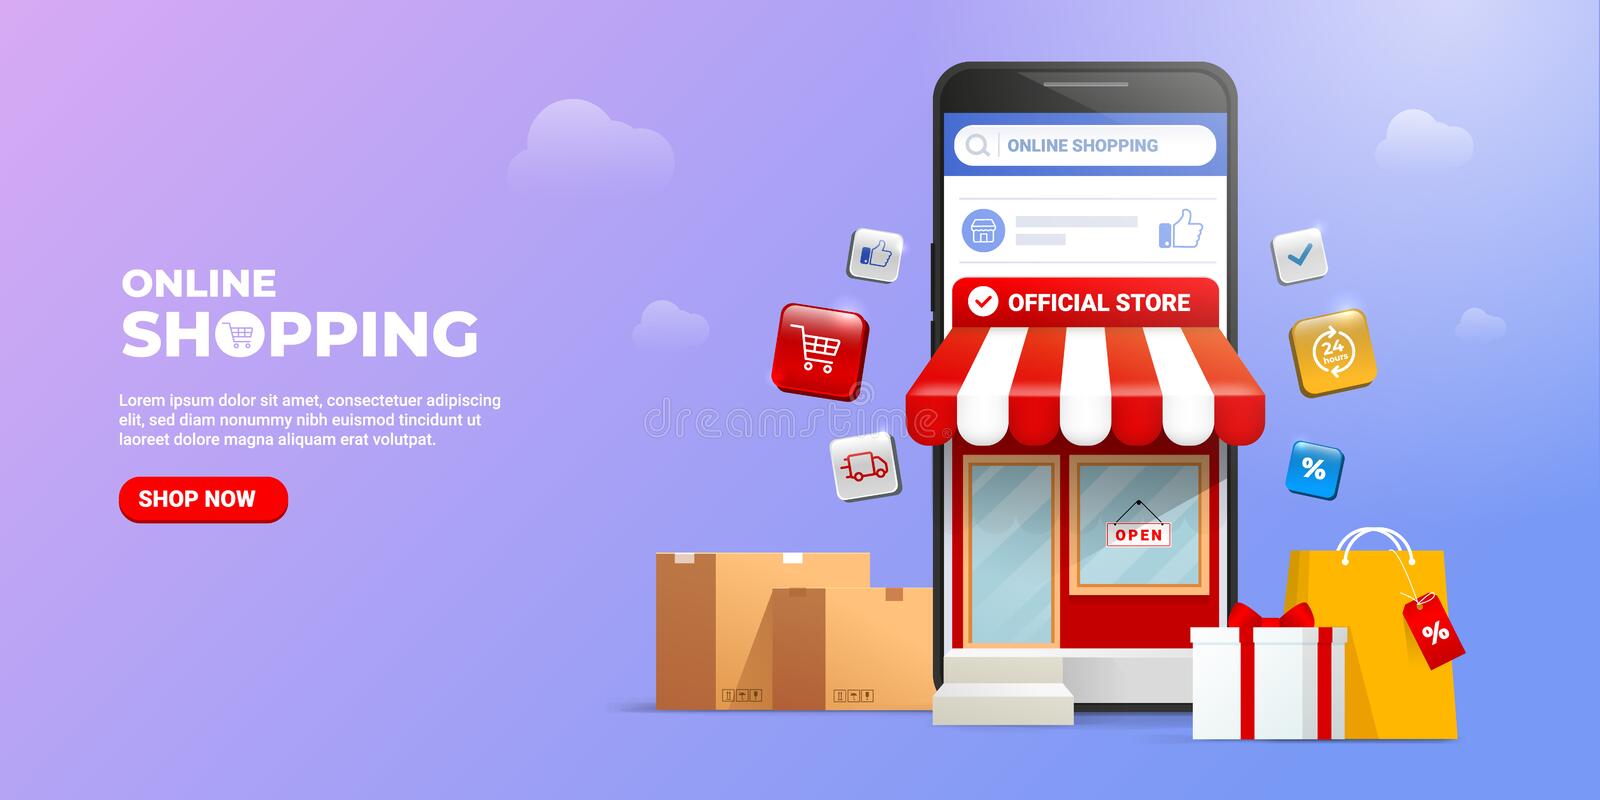 ONLINE
SHOPPING
Lorem ipsum dolor sit amet, consectetuer adipiscing
elit, sed diam nonummy nibh euismod tincidunt ut
laoreet dolore magna aliquam erat volutpat.
SHOP NOW
ONLINE SHOPPING
OFFICIAL STORE
24
hours
%
OPEN
%
dreamstime